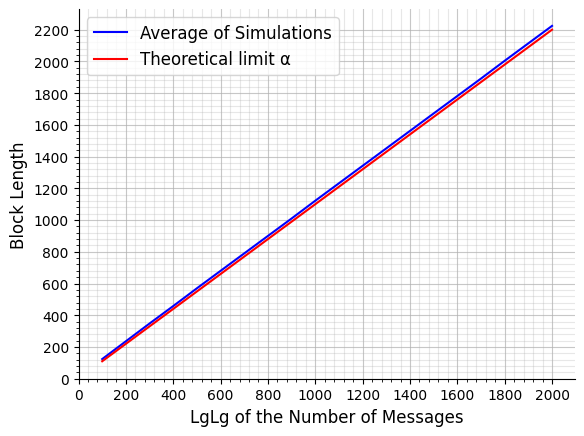 Average of Simulations
Theoretical limit α
Block Length
2200
2000
1800
1600
1400
1200
1000
800
600
400
200
0
0 200 400 600 800 1000 1200 1400 1600 1800 2000
LgLg of the Number of Messages